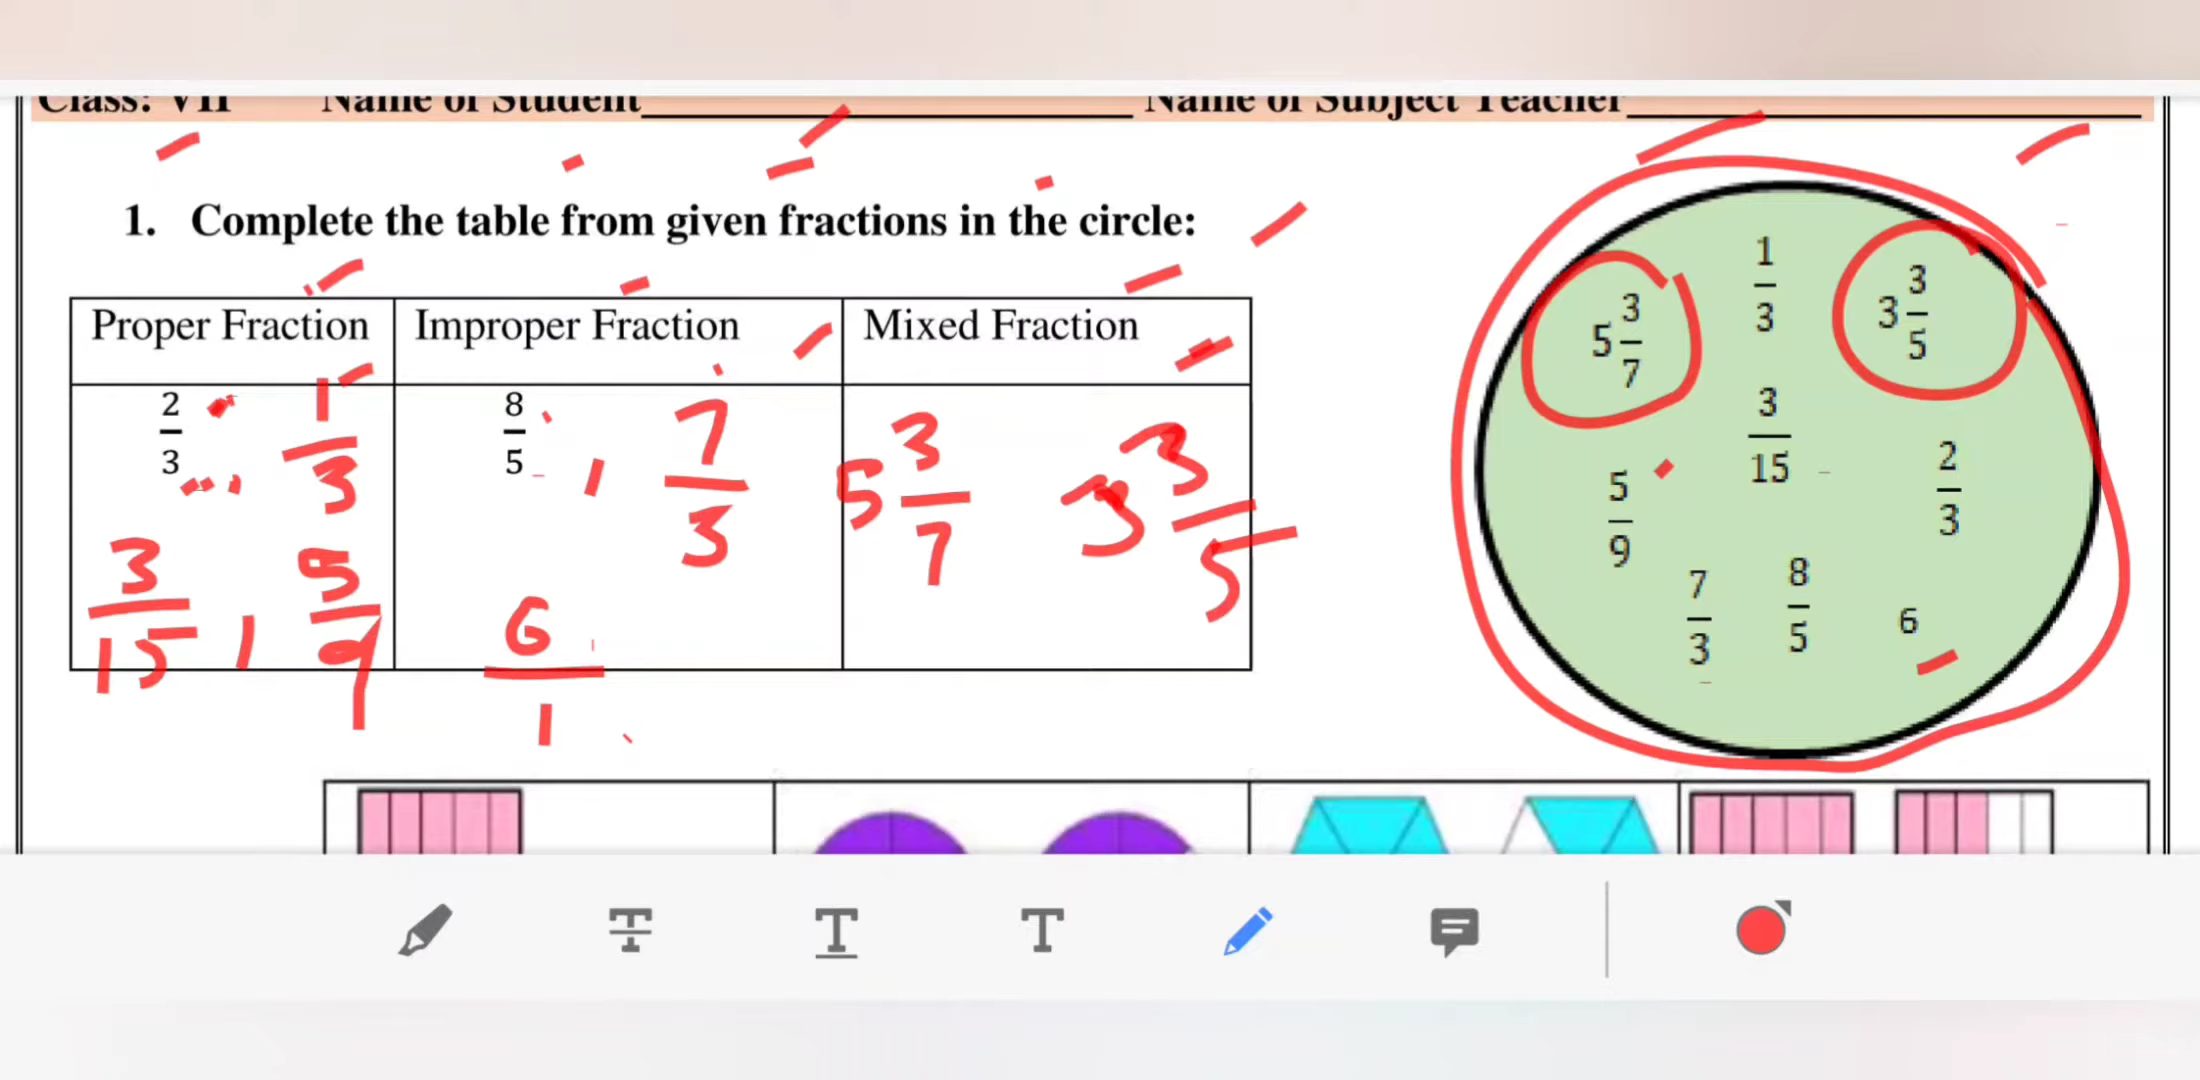 Class: VII Name of Student____________ Name of Subject Teacher____________
1. Complete the table from given fractions in the circle:
Proper Fraction Improper Fraction Mixed Fraction
2/3 , 1/3 8/5 , 7/3 5 3/7 3 3/5
3/15 , 5/9 6/1
1/3
5 3/7 3 3/5
3/15
5/9 2/3
7/3 8/5 6
T T T